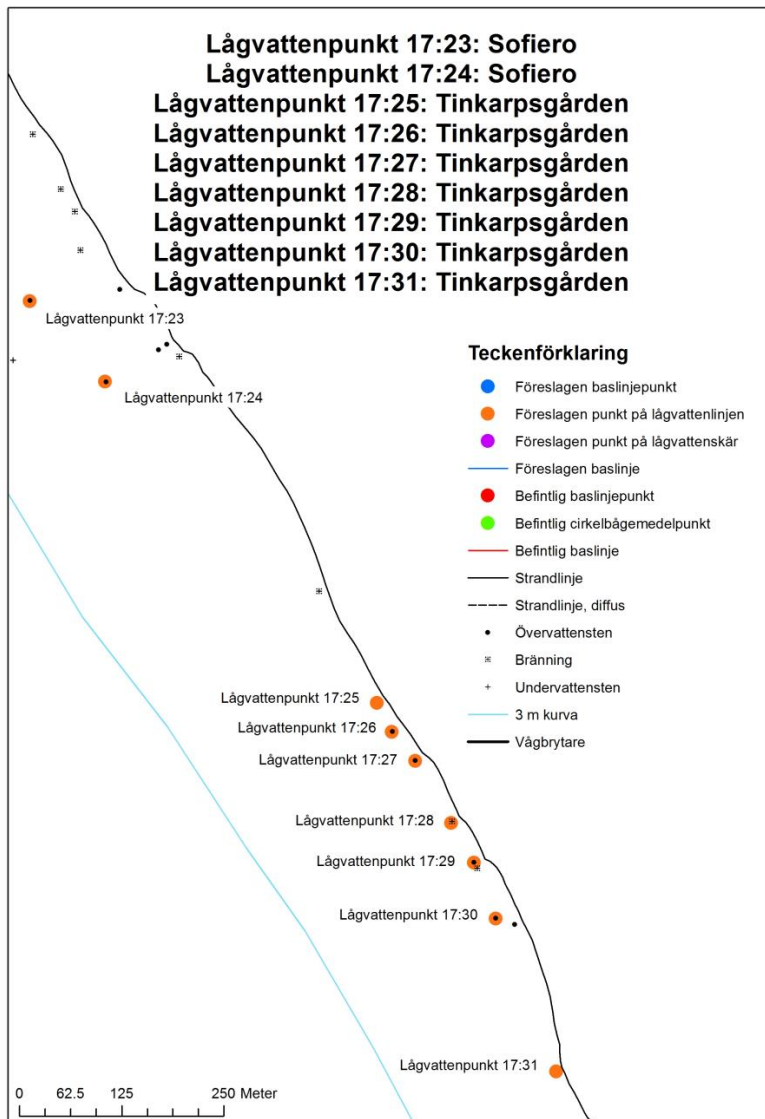 Lågvattenpunkt 17:23: Sofiero
Lågvattenpunkt 17:24: Sofiero
Lågvattenpunkt 17:25: Tinkarpsgården
Lågvattenpunkt 17:26: Tinkarpsgården
Lågvattenpunkt 17:27: Tinkarpsgården
Lågvattenpunkt 17:28: Tinkarpsgården
Lågvattenpunkt 17:29: Tinkarpsgården
Lågvattenpunkt 17:30: Tinkarpsgården
Lågvattenpunkt 17:31: Tinkarpsgården
Lågvattenpunkt 17:23
Lågvattenpunkt 17:24
Teckenförklaring
Föreslagen baslinjepunkt
Föreslagen punkt på lågvattenlinjen
Föreslagen punkt på lågvattenskär
Föreslagen baslinje
Befintlig baslinjepunkt
Befintlig cirkelbågemedelpunkt
Befintlig baslinje
Strandlinje
Strandlinje, diffus
Övervattensten
Bränning
Undervattensten
3 m kurva
Vågbrytare
Lågvattenpunkt 17:25
Lågvattenpunkt 17:26
Lågvattenpunkt 17:27
Lågvattenpunkt 17:28
Lågvattenpunkt 17:29
Lågvattenpunkt 17:30
Lågvattenpunkt 17:31
0 62.5 125 250 Meter